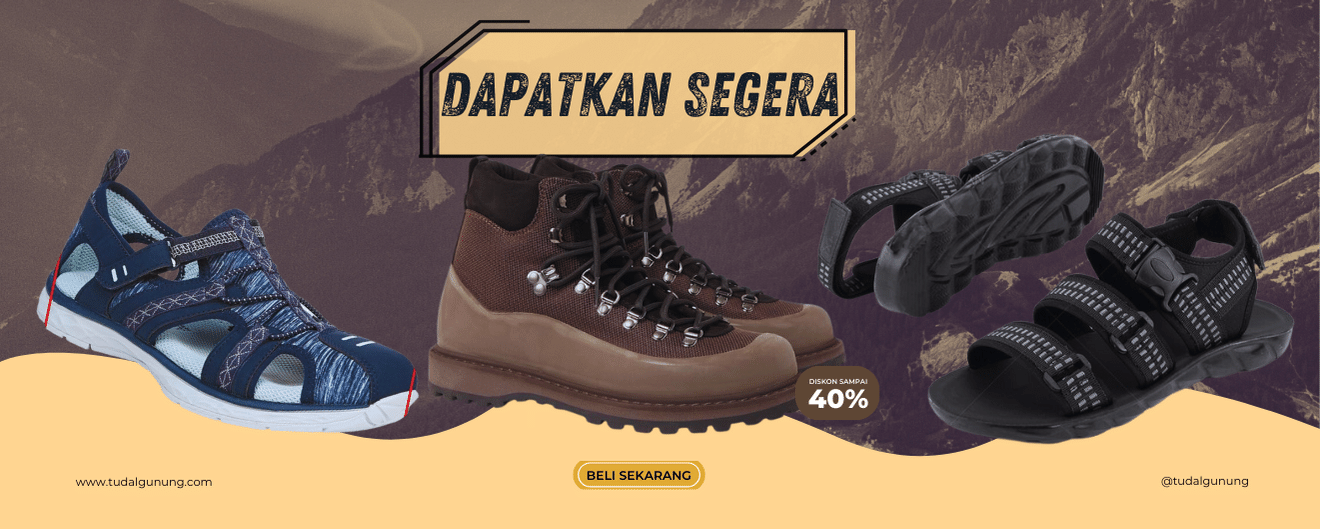 DAPATKAN SEGERA
DISKON SAMPAI
40%
BELI SEKARANG
www.tudalgunung.com
@tudalgunung